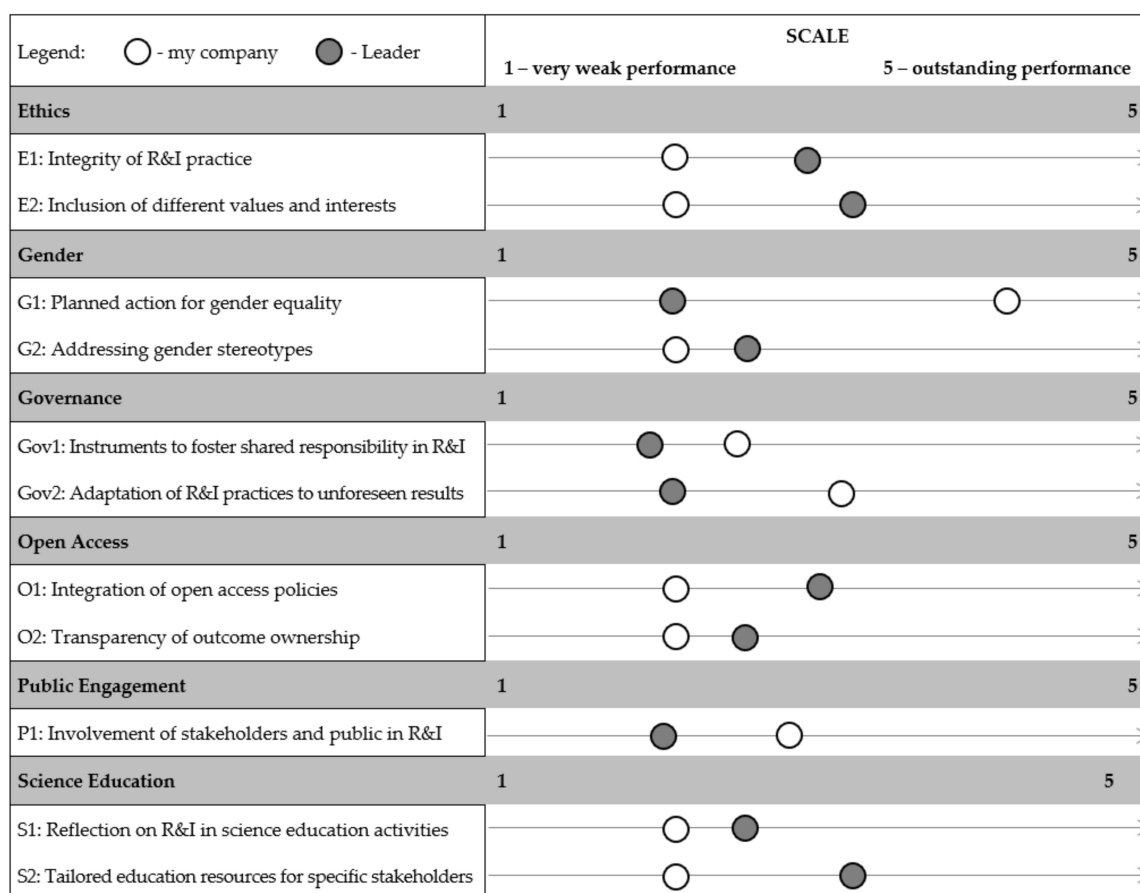 Legend: - my company - Leader
SCALE
1 – very weak performance 5 – outstanding performance
Ethics 1 5
E1: Integrity of R&I practice
E2: Inclusion of different values and interests
Gender 1 5
G1: Planned action for gender equality
G2: Addressing gender stereotypes
Governance 1 5
Gov1: Instruments to foster shared responsibility in R&I
Gov2: Adaptation of R&I practices to unforeseen results
Open Access 1 5
O1: Integration of open access policies
O2: Transparency of outcome ownership
Public Engagement 1 5
P1: Involvement of stakeholders and public in R&I
Science Education 1 5
S1: Reflection on R&I in science education activities
S2: Tailored education resources for specific stakeholders